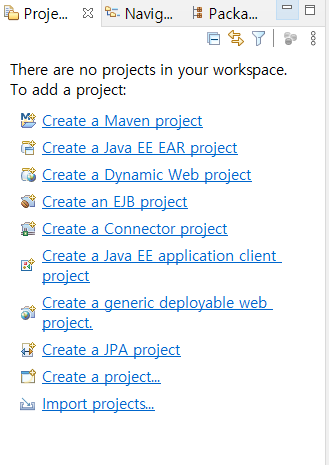 Proje...
Navig...
Packa...
There are no projects in your workspace.
To add a project:
Create a Maven project
Create a Java EE EAR project
Create a Dynamic Web project
Create an EJB project
Create a Connector project
Create a Java EE application client
project
Create a generic deployable web
project.
Create a JPA project
Create a project...
Import projects...